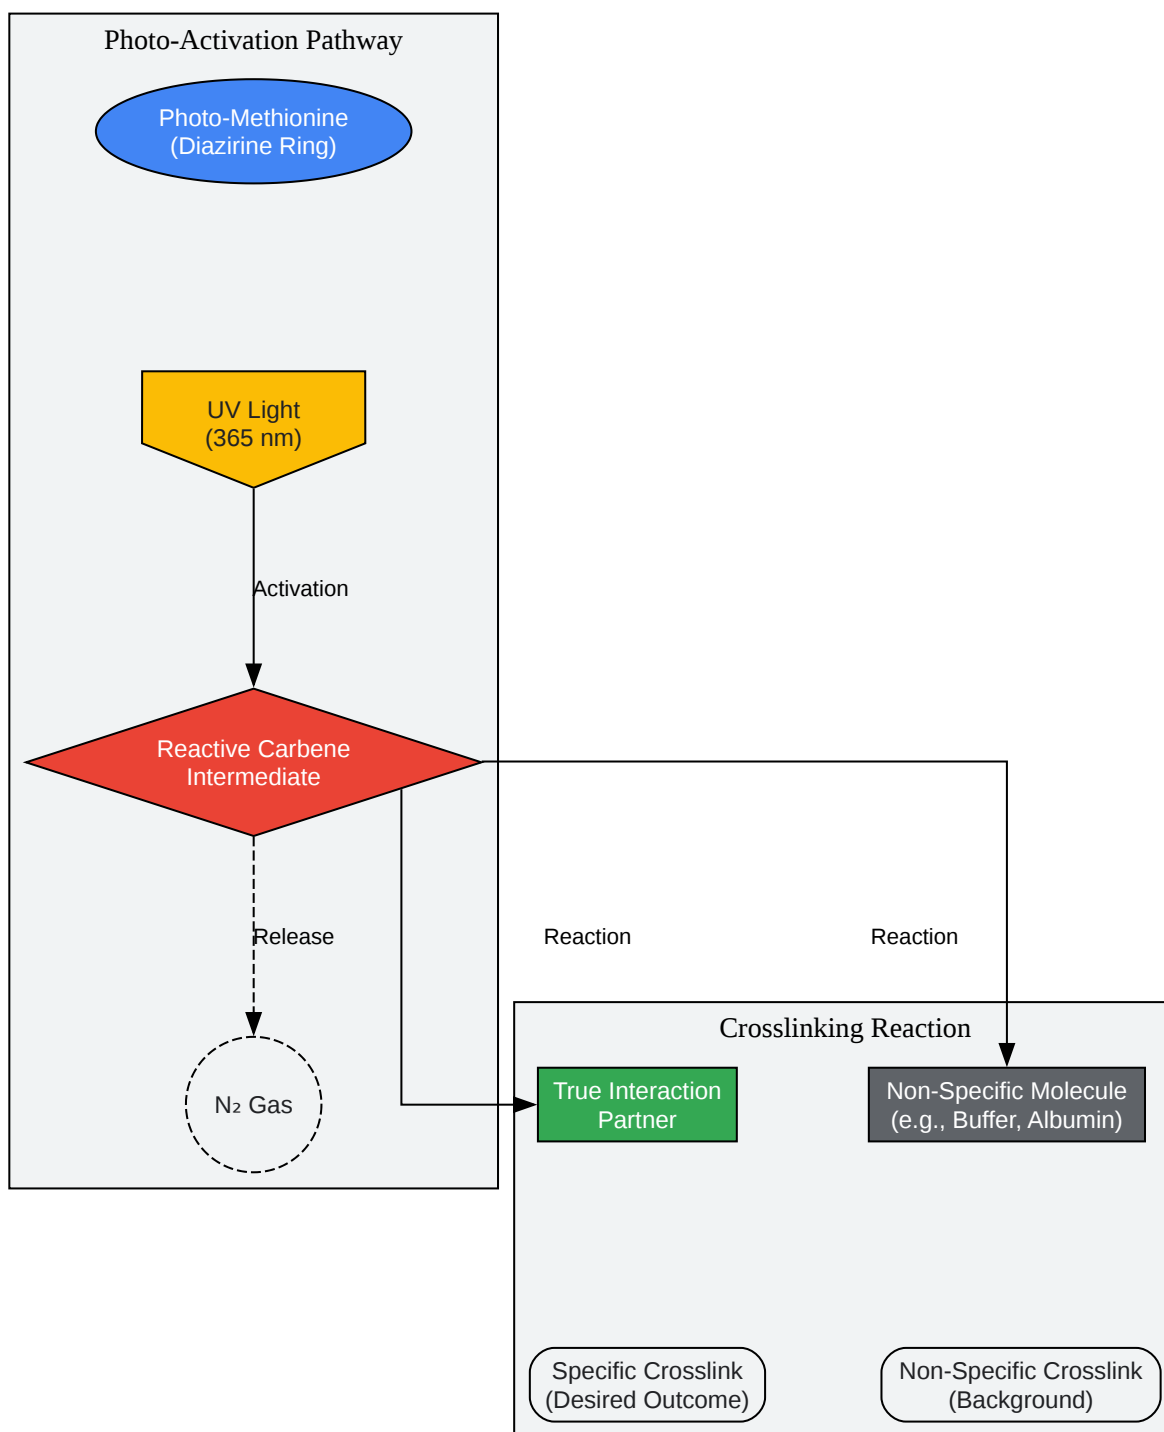 Photo-Activation Pathway
Photo-Methionine
(Diazirine Ring)
UV Light
(365 nm)
Activation
Reactive Carbene
Intermediate
Release
Reaction
Reaction
N₂ Gas
Crosslinking Reaction
True Interaction
Partner
Non-Specific Molecule
(e.g., Buffer, Albumin)
Specific Crosslink
(Desired Outcome)
Non-Specific Crosslink
(Background)